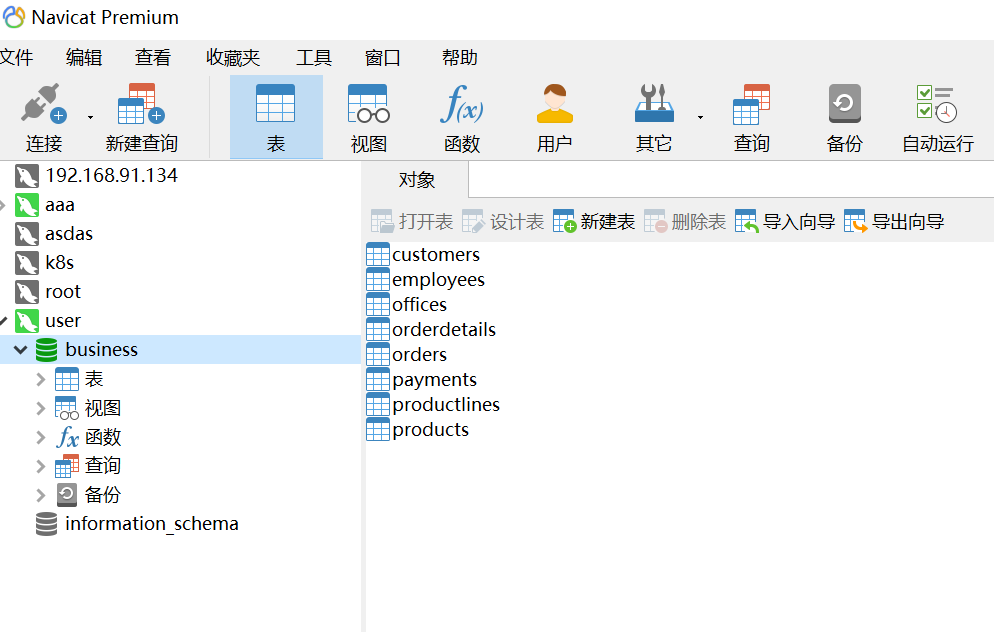 Navicat Premium
文件 编辑 查看 收藏夹 工具 窗口 帮助
连接 新建查询 表 视图 函数 用户 其它 查询 备份 自动运行
192.168.91.134
aaa
asdas
k8s
root
user
business
表
视图
函数
查询
备份
information_schema
对象
打开表 设计表 新建表 删除表 导入向导 导出向导
customers
employees
offices
orderdetails
orders
payments
productlines
products